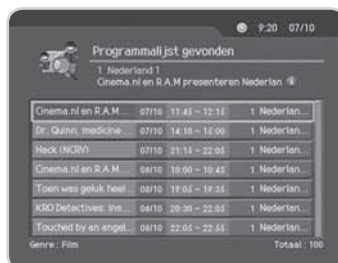 9:20 07/10
Programmalijst gevonden
1 Nederland 1
Cinema.nl en R.A.M presenteren Nederlan
Cinema.nl en R.A.M ... 07/10 11:45 ~ 12:15 1 Nederlan...
Dr. Quinn, medicine ... 07/10 14:10 ~ 15:00 1 Nederlan...
Hack (NCRV) 07/10 21:15 ~ 22:05 1 Nederlan...
Cinema.nl en R.A.M ... 08/10 10:00 ~ 10:45 1 Nederlan...
Toen was geluk heel ... 08/10 19:05 ~ 19:35 1 Nederlan...
KRO Detectives: Ins... 08/10 20:30 ~ 22:05 1 Nederlan...
Touched by an angel... 08/10 22:05 ~ 22:55 1 Nederlan...
Genre : Film Totaal : 100